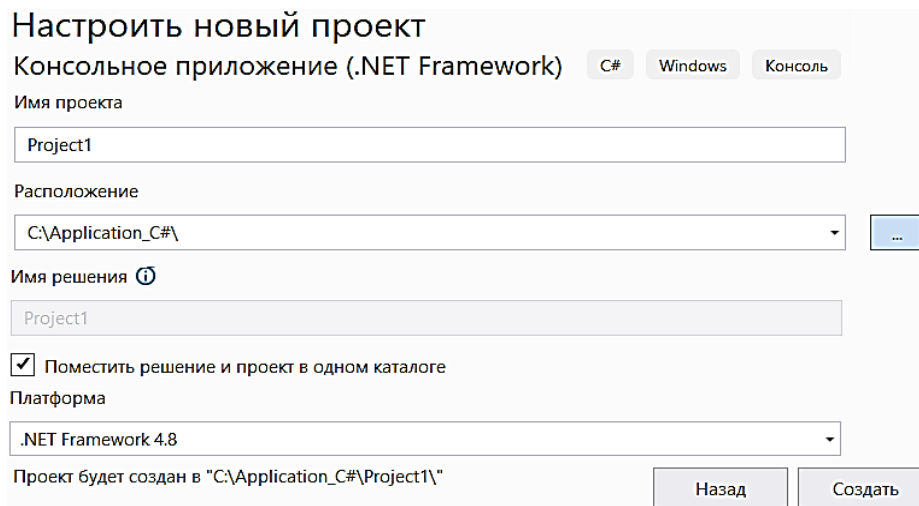 Настроить новый проект
Консольное приложение (.NET Framework) C# Windows Консоль
Имя проекта
Project1
Расположение
C:\Application_C#\
...
Имя решения
Project1
Поместить решение и проект в одном каталоге
Платформа
.NET Framework 4.8
Проект будет создан в "C:\Application_C#\Project1\"
Назад Создать